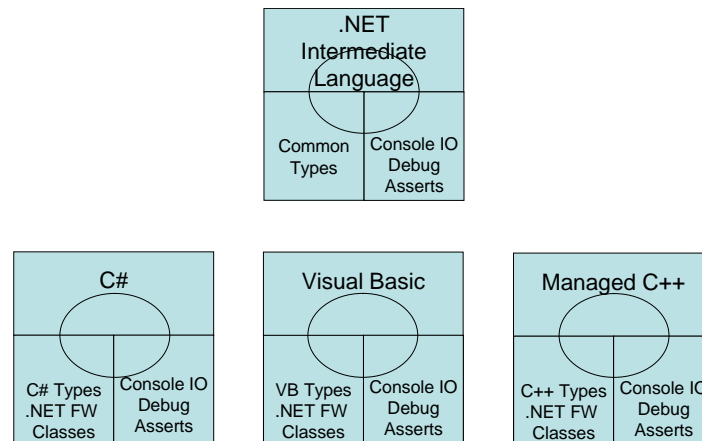 .NET
Intermediate
Language
Common
Types
Console IO
Debug
Asserts
C#
C# Types
.NET FW
Classes
Console IO
Debug
Asserts
Visual Basic
VB Types
.NET FW
Classes
Console IO
Debug
Asserts
Managed C++
C++ Types
.NET FW
Classes
Console IO
Debug
Asserts